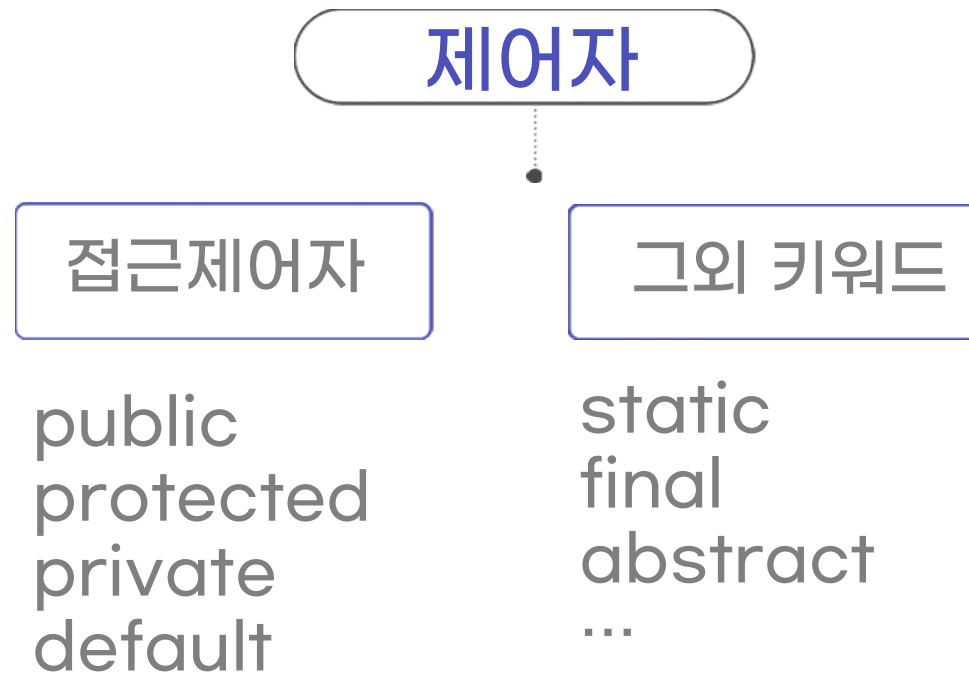 제어자
접근제어자
public
protected
private
default
그외 키워드
static
final
abstract
...